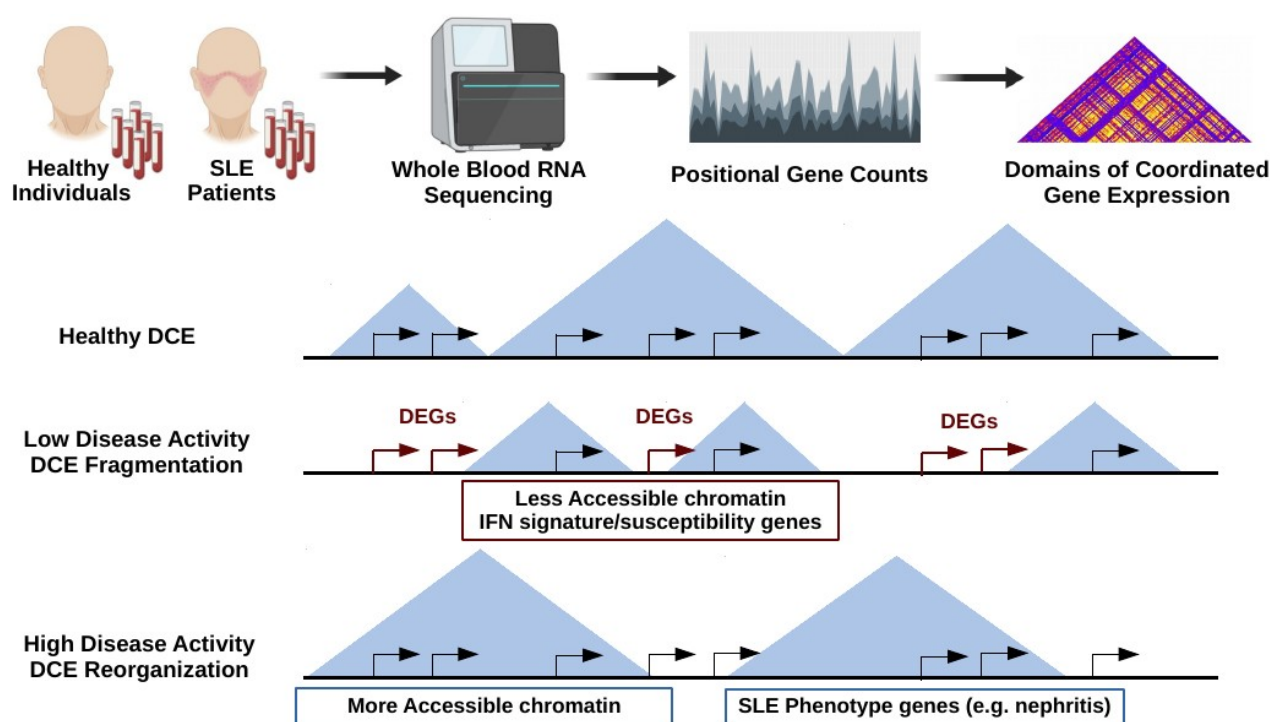 Healthy
Individuals
SLE
Patients
Whole Blood RNA
Sequencing
Positional Gene Counts
Domains of Coordinated
Gene Expression
Healthy DCE
Low Disease Activity
DCE Fragmentation
DEGs
DEGs
DEGs
Less Accessible chromatin
IFN signature/susceptibility genes
High Disease Activity
DCE Reorganization
More Accessible chromatin
SLE Phenotype genes (e.g. nephritis)